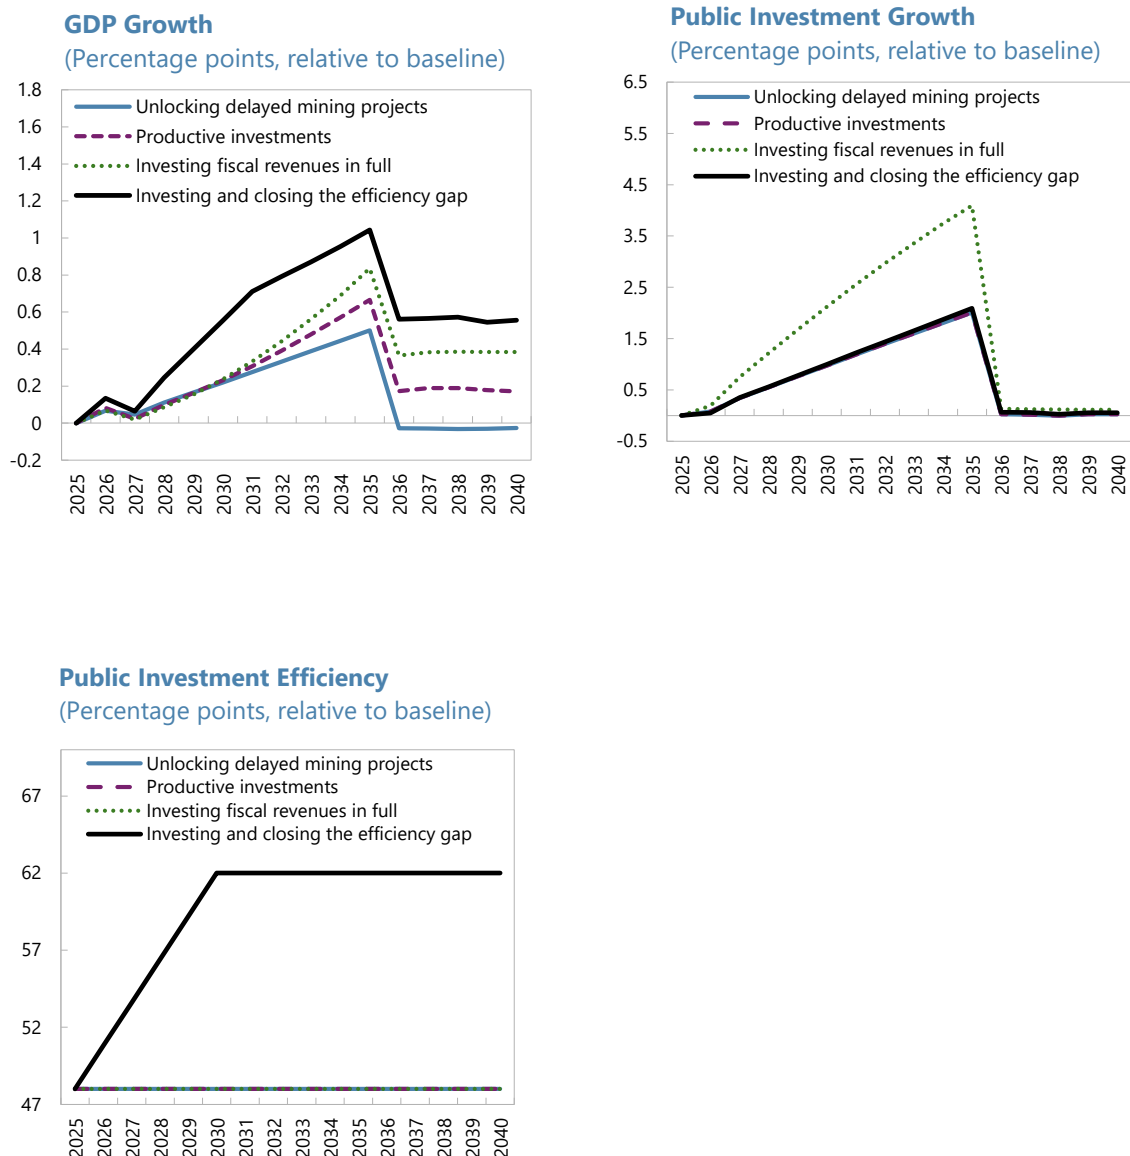 GDP Growth
(Percentage points, relative to baseline)
1.8
1.6
1.4
1.2
1
0.8
0.6
0.4
0.2
0
-0.2
Unlocking delayed mining projects
Productive investments
Investing fiscal revenues in full
Investing and closing the efficiency gap
2025 2026 2027 2028 2029 2030 2031 2032 2033 2034 2035 2036 2037 2038 2039 2040
Public Investment Growth
(Percentage points, relative to baseline)
6.5
5.5
4.5
3.5
2.5
1.5
0.5
-0.5
Unlocking delayed mining projects
Productive investments
Investing fiscal revenues in full
Investing and closing the efficiency gap
2025 2026 2027 2028 2029 2030 2031 2032 2033 2034 2035 2036 2037 2038 2039 2040
Public Investment Efficiency
(Percentage points, relative to baseline)
67
62
57
52
47
Unlocking delayed mining projects
Productive investments
Investing fiscal revenues in full
Investing and closing the efficiency gap
2025 2026 2027 2028 2029 2030 2031 2032 2033 2034 2035 2036 2037 2038 2039 2040